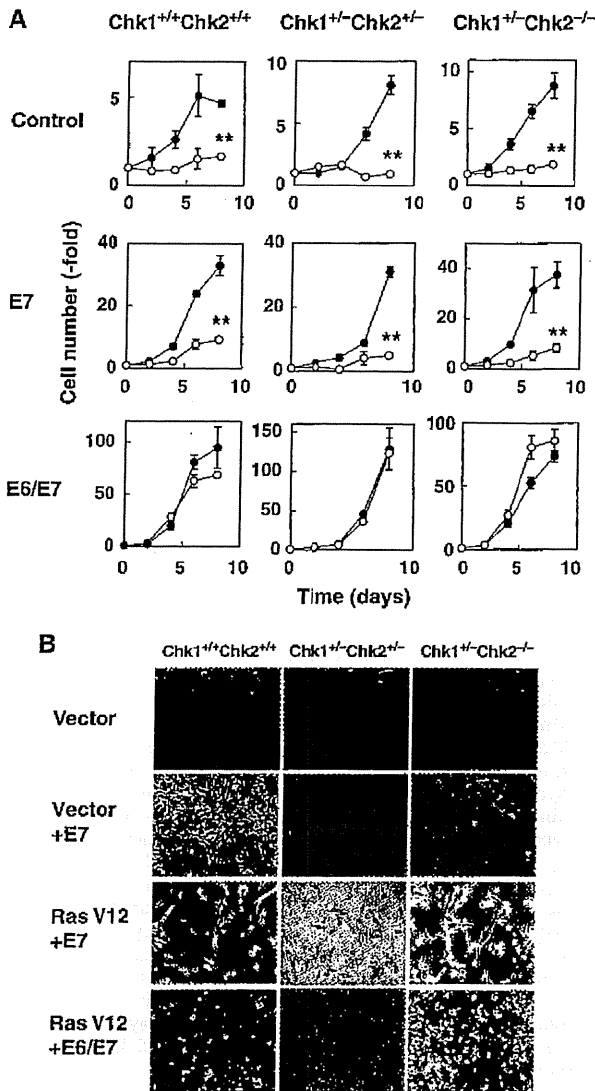 A
Chk1+/+Chk2+/+ Chk1+/-Chk2+/- Chk1+/-Chk2-/-
Control
5
0
**
0 5 10
10
5
0
**
0 5 10
10
5
0
**
0 5 10
E7
Cell number (-fold)
40
20
0
**
0 5 10
40
20
0
**
0 5 10
40
20
0
**
0 5 10
E6/E7
100
50
0
0 5 10
150
100
50
0
0 5 10
100
50
0
0 5 10
Time (days)
B
Chk1+/+Chk2+/+ Chk1+/-Chk2+/- Chk1+/-Chk2-/-
Vector
Vector
+E7
Ras V12
+E7
Ras V12
+E6/E7